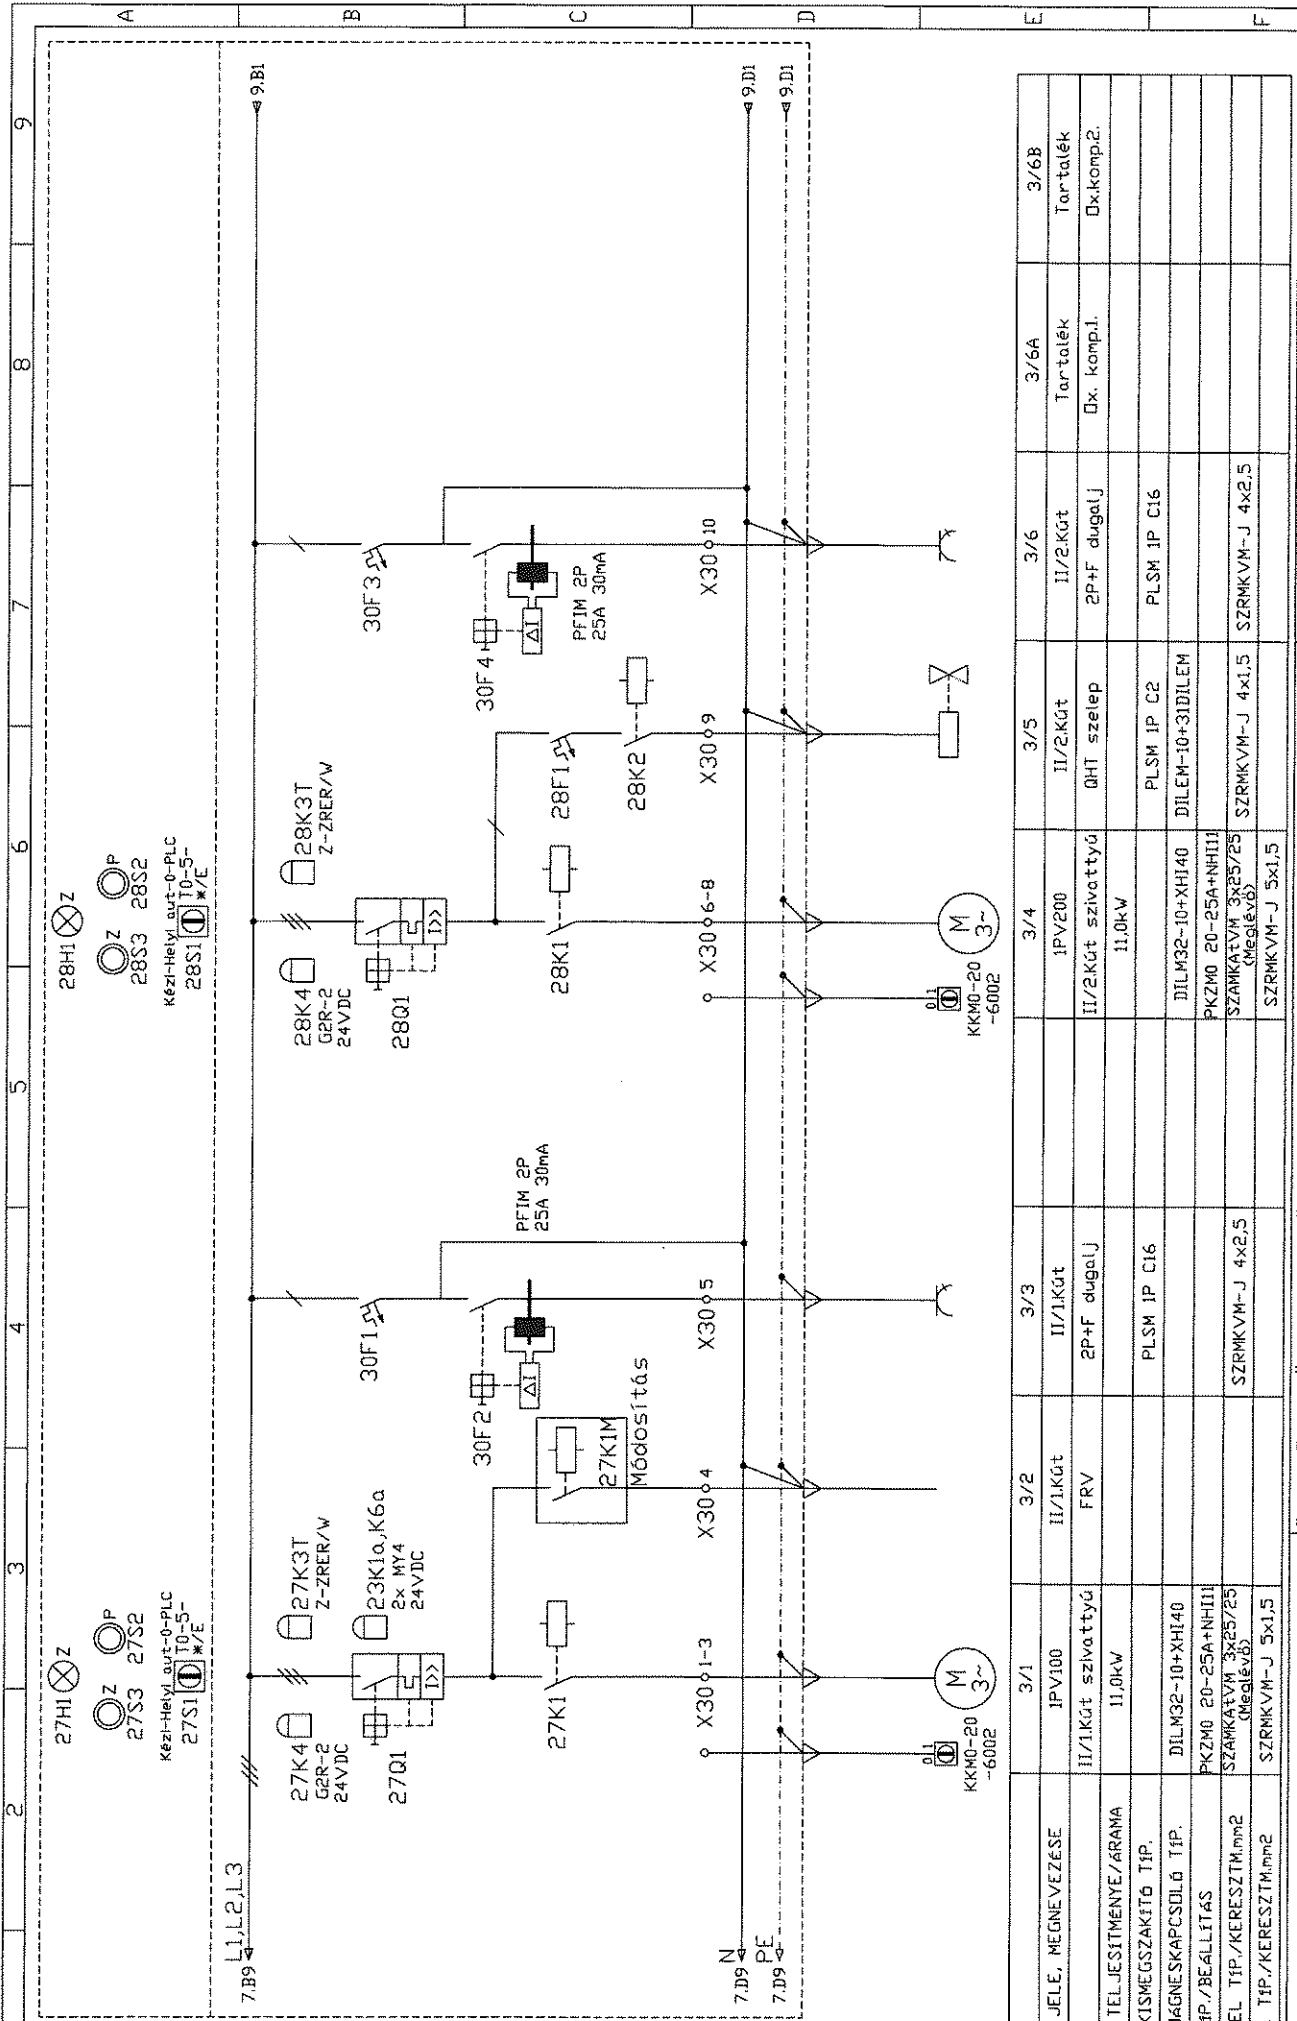 2
3
4
5
6
7
8
9
A
B
C
D
E
F
27H1 Z
Z P
27S3 27S2
Kézi-Helyi aut-0-PLC
27S1 T0-5-
*/E
28H1 Z
Z P
28S3 28S2
Kézi-Helyi aut-0-PLC
28S1 T0-5-
*/E
L1,L2,L3
7.B9
9.B1
27K4
G2R-2
24VDC
27K3T
Z-ZRER/W
23K1a,K6a
2x MY4
24VDC
27Q1
I>>
30F1
28K4
G2R-2
24VDC
28K3T
Z-ZRER/W
28Q1
I>>
30F3
27K1
27K1M
Módosítás
30F2
ΔI
PFIM 2P
25A 30mA
28K1
28F1
28K2
30F4
ΔI
PFIM 2P
25A 30mA
X30 1-3
X30 4
X30 5
X30 6-8
X30 9
X30 10
N
7.D9
9.D1
PE
7.D9
9.D1
0 1
KKM0-20
-6002
M
3~
0 1
KKM0-20
-6002
M
3~
3/1 3/2 3/3 3/4 3/5 3/6 3/6A 3/6B
JELE, MEGNEVEZÉSE 1PV100 II/1.Kút II/1.Kút 1PV200 II/2.Kút II/2.Kút Tartalék Tartalék
II/1.Kút szivattyú FRV 2P+F dugalj II/2.Kút szivattyú QHT szelep 2P+F dugalj Ox. komp.1. Ox.komp.2.
TELJESÍTMÉNYE/ÁRAMA 11,0kW 11,0kW
KISMEGSZAKÍTÓ TÍP. PLSM 1P C16 PLSM 1P C2 PLSM 1P C16
MÁGNESKAPCSOLÓ TÍP. DILM32-10+XHI40 DILM32-10+XHI40 DILEM-10+31DILEM
ÍP./BEÁLLÍTÁS PKZM0 20-25A+NHI11 PKZM0 20-25A+NHI11
EL TÍP./KERESZTM.mm2 SZAMKAtVM 3x25/25 (Meglévő) SZRMKVM-J 4x2,5 SZAMKAtVM 3x25/25 (Meglévő) SZRMKVM-J 4x1,5 SZRMKVM-J 4x2,5
. TÍP./KERESZTM.mm2 SZRMKVM-J 5x1,5 SZRMKVM-J 5x1,5